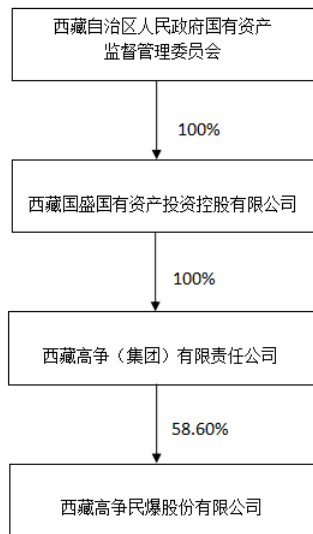 西藏自治区人民政府国有资产
监督管理委员会
100%
西藏国盛国有资产投资控股有限公司
100%
西藏高争（集团）有限责任公司
58.60%
西藏高争民爆股份有限公司